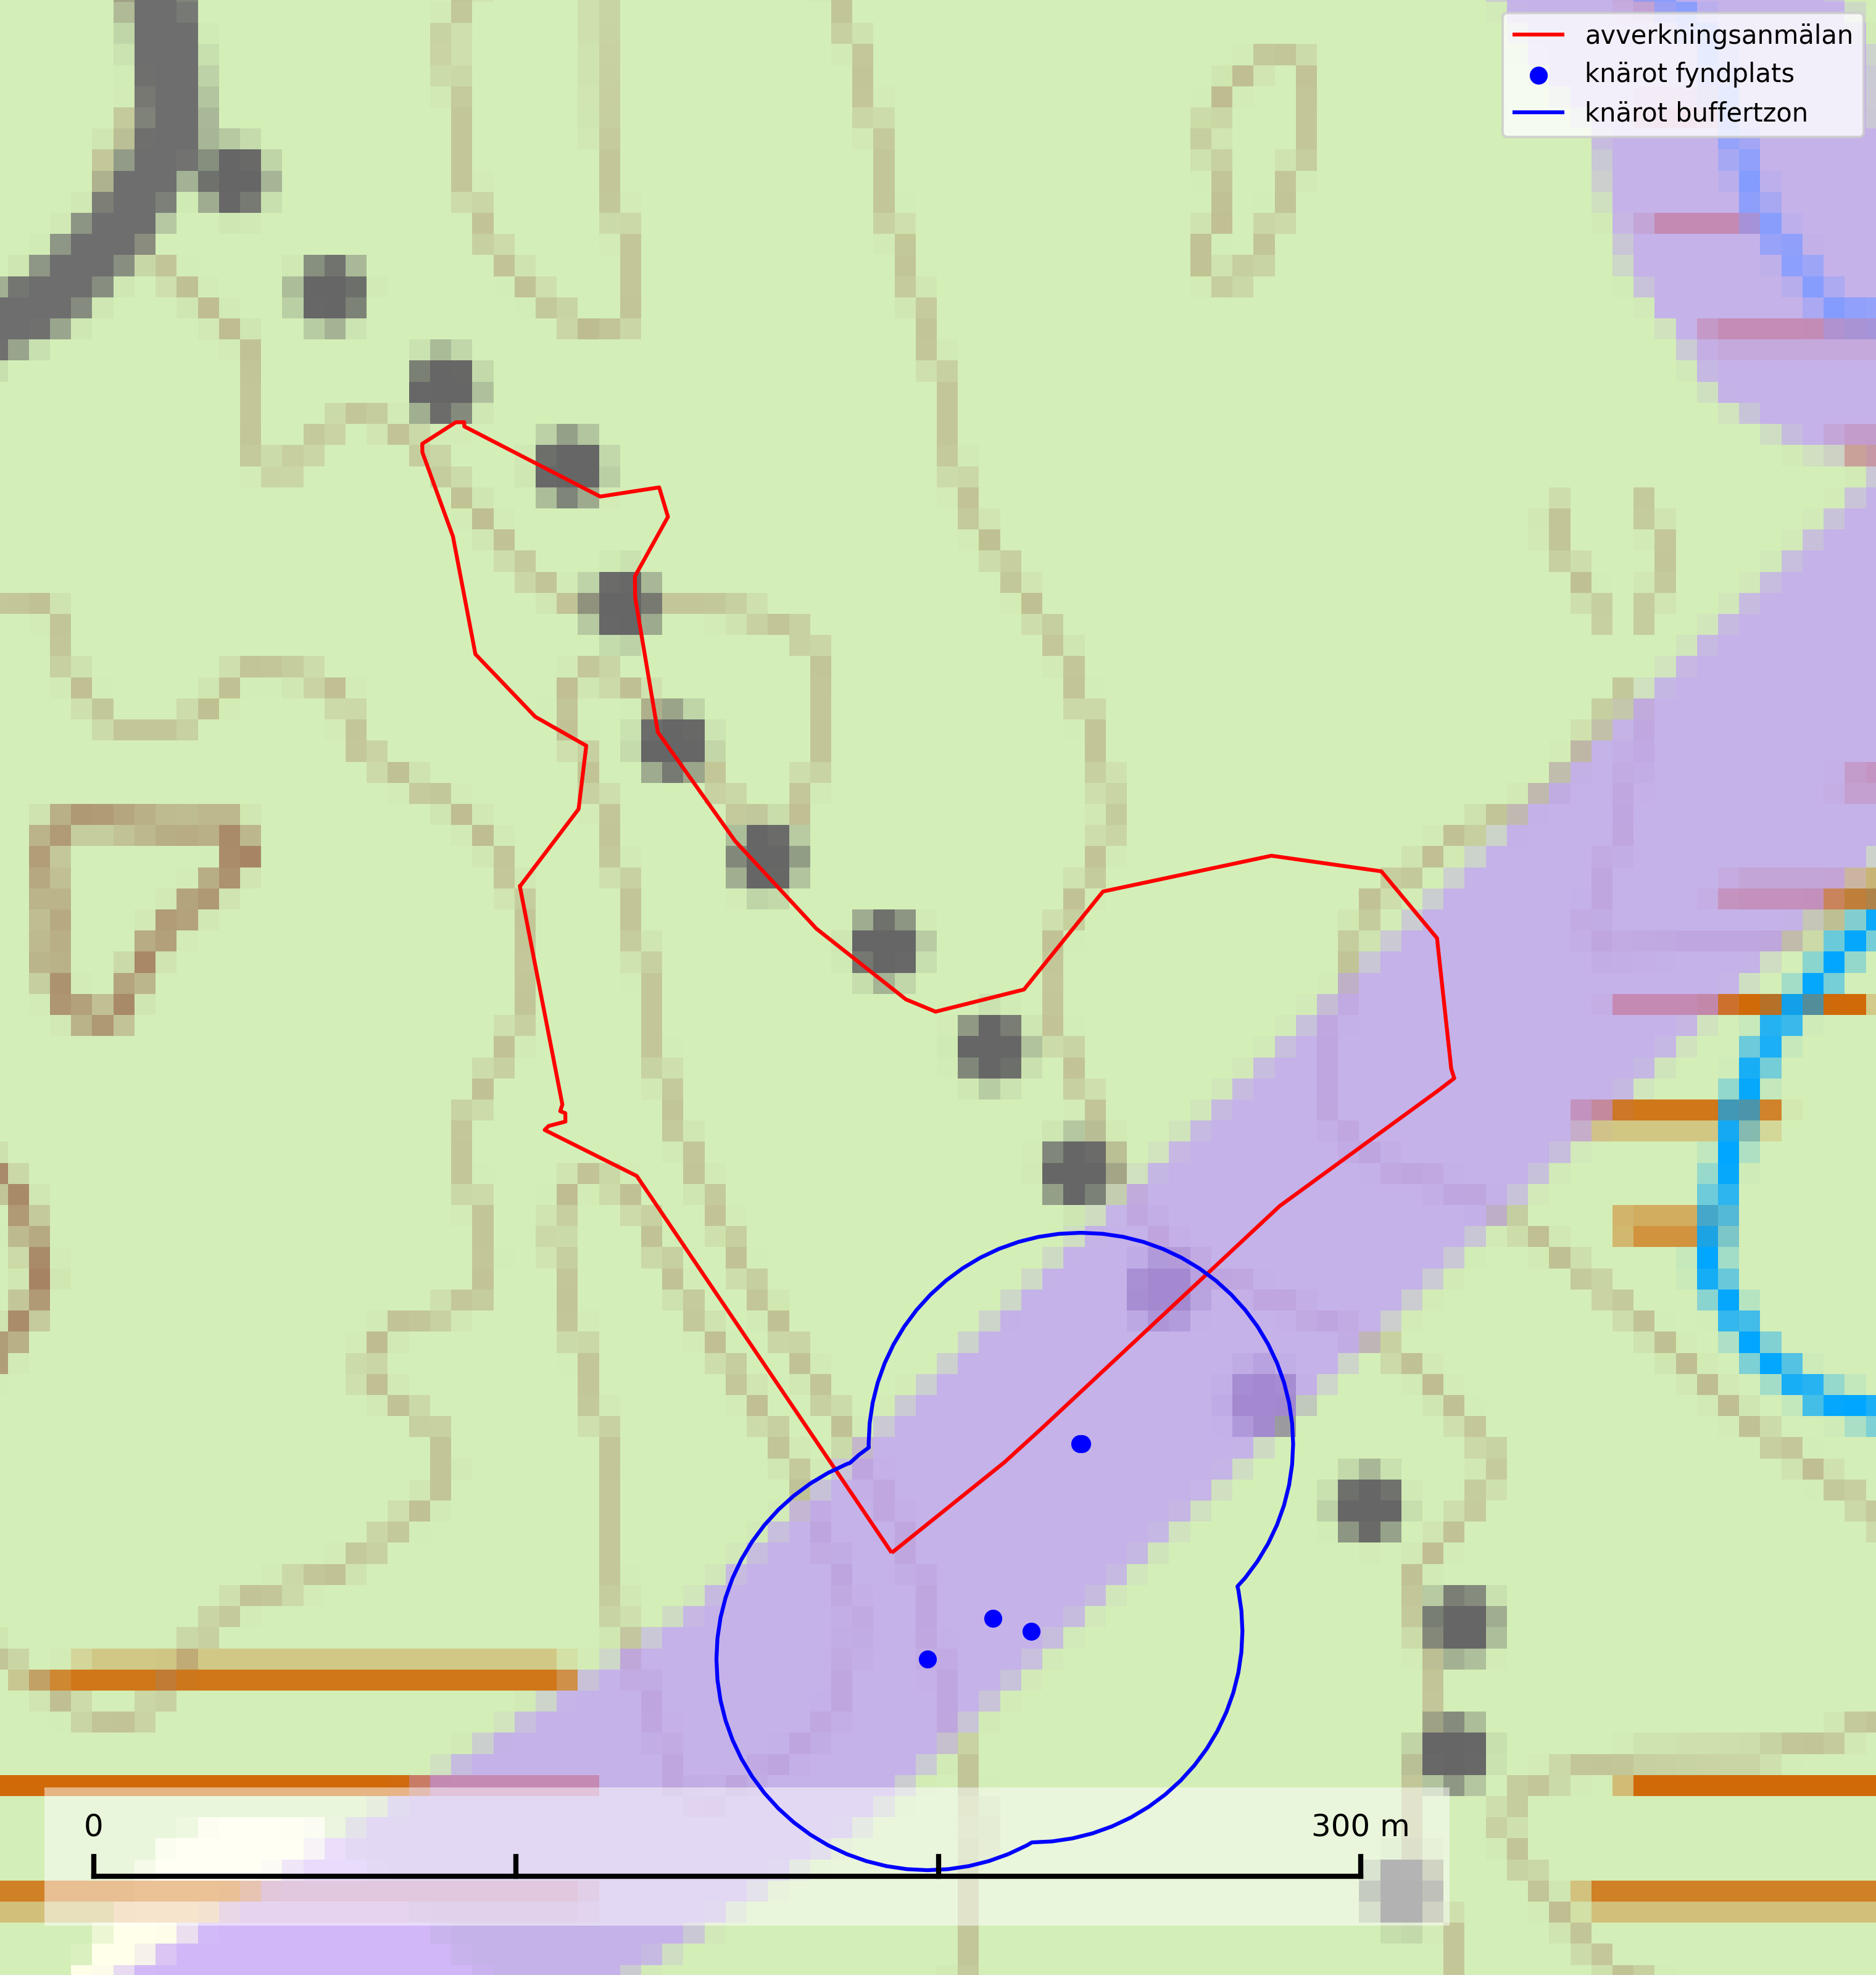 avverkningsanmälan
knärot fyndplats
knärot buffertzon
0
300 m